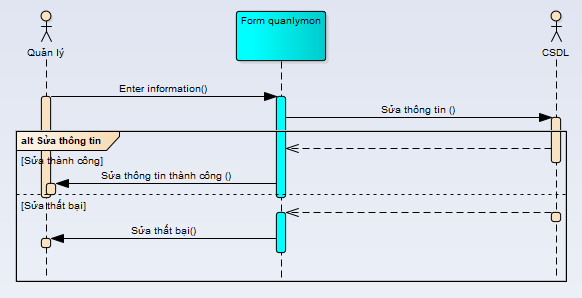 Form quanlymon
Quản lý
CSDL
Enter information()
Sửa thông tin ()
alt Sửa thông tin
[Sửa thành công]
Sửa thông tin thành công ()
[Sửa thất bại]
Sửa thất bại()